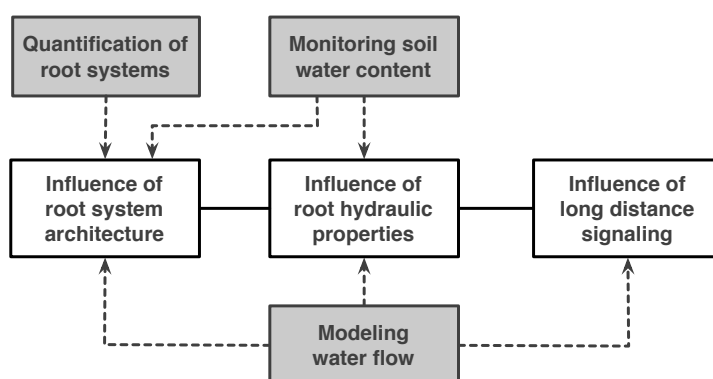 Quantification of
root systems
Monitoring soil
water content
Influence of
root system
architecture
Influence of
root hydraulic
properties
Influence of
long distance
signaling
Modeling
water flow